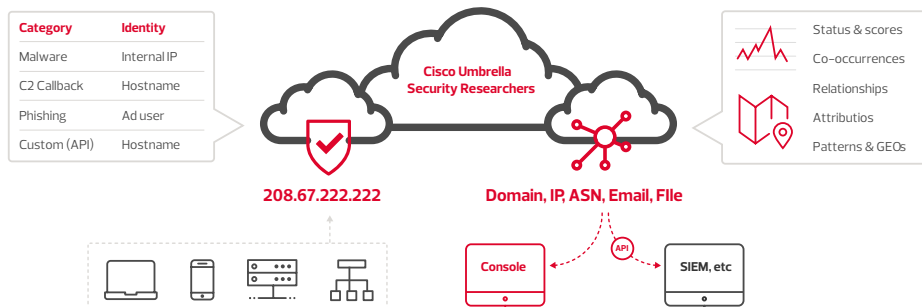 Category Identity
Malware Internal IP
C2 Callback Hostname
Phishing Ad user
Custom (API) Hostname
Cisco Umbrella
Security Researchers
Status & scores
Co-occurrences
Relationships
Attributios
Patterns & GEOs
208.67.222.222
Domain, IP, ASN, Email, FIle
API
Console
SIEM, etc